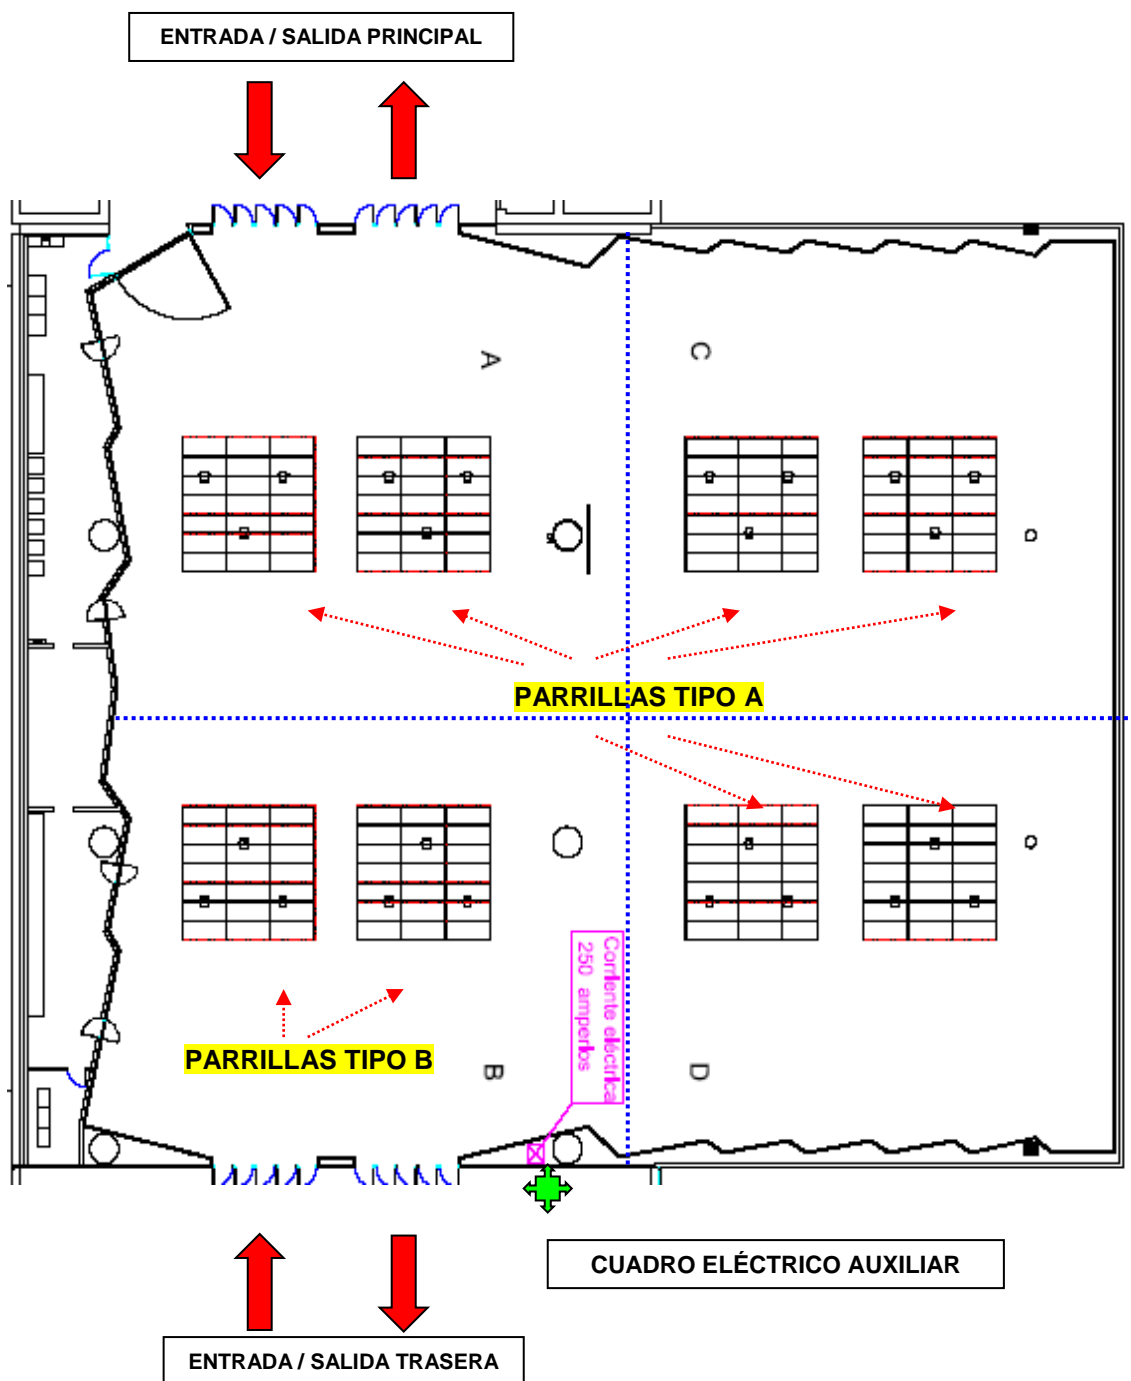 ENTRADA / SALIDA PRINCIPAL
A
C
PARRILLAS TIPO A
Corriente eléctrica
250 amperios
PARRILLAS TIPO B
B
D
CUADRO ELÉCTRICO AUXILIAR
ENTRADA / SALIDA TRASERA